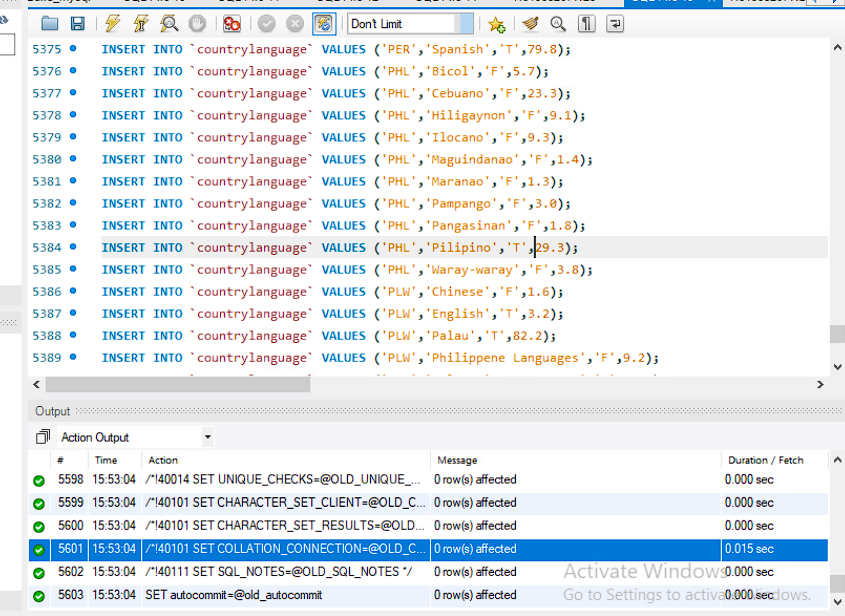 Don't Limit
5375 INSERT INTO `countrylanguage` VALUES ('PER','Spanish','T',79.8);
5376 INSERT INTO `countrylanguage` VALUES ('PHL','Bicol','F',5.7);
5377 INSERT INTO `countrylanguage` VALUES ('PHL','Cebuano','F',23.3);
5378 INSERT INTO `countrylanguage` VALUES ('PHL','Hiligaynon','F',9.1);
5379 INSERT INTO `countrylanguage` VALUES ('PHL','Ilocano','F',9.3);
5380 INSERT INTO `countrylanguage` VALUES ('PHL','Maguindanao','F',1.4);
5381 INSERT INTO `countrylanguage` VALUES ('PHL','Maranao','F',1.3);
5382 INSERT INTO `countrylanguage` VALUES ('PHL','Pampango','F',3.0);
5383 INSERT INTO `countrylanguage` VALUES ('PHL','Pangasinan','F',1.8);
5384 INSERT INTO `countrylanguage` VALUES ('PHL','Pilipino','T',29.3);
5385 INSERT INTO `countrylanguage` VALUES ('PHL','Waray-waray','F',3.8);
5386 INSERT INTO `countrylanguage` VALUES ('PLW','Chinese','F',1.6);
5387 INSERT INTO `countrylanguage` VALUES ('PLW','English','T',3.2);
5388 INSERT INTO `countrylanguage` VALUES ('PLW','Palau','T',82.2);
5389 INSERT INTO `countrylanguage` VALUES ('PLW','Philippene Languages','F',9.2);
Output
Action Output
# Time Action Message Duration / Fetch
5598 15:53:04 /*!40014 SET UNIQUE_CHECKS=@OLD_UNIQUE_... 0 row(s) affected 0.000 sec
5599 15:53:04 /*!40101 SET CHARACTER_SET_CLIENT=@OLD_C... 0 row(s) affected 0.000 sec
5600 15:53:04 /*!40101 SET CHARACTER_SET_RESULTS=@OLD... 0 row(s) affected 0.000 sec
5601 15:53:04 /*!40101 SET COLLATION_CONNECTION=@OLD_C... 0 row(s) affected 0.015 sec
5602 15:53:04 /*!40111 SET SQL_NOTES=@OLD_SQL_NOTES */ 0 row(s) affected 0.000 sec
5603 15:53:04 SET autocommit=@old_autocommit 0 row(s) affected 0.000 sec
Activate Windows
Go to Settings to activate Windows.